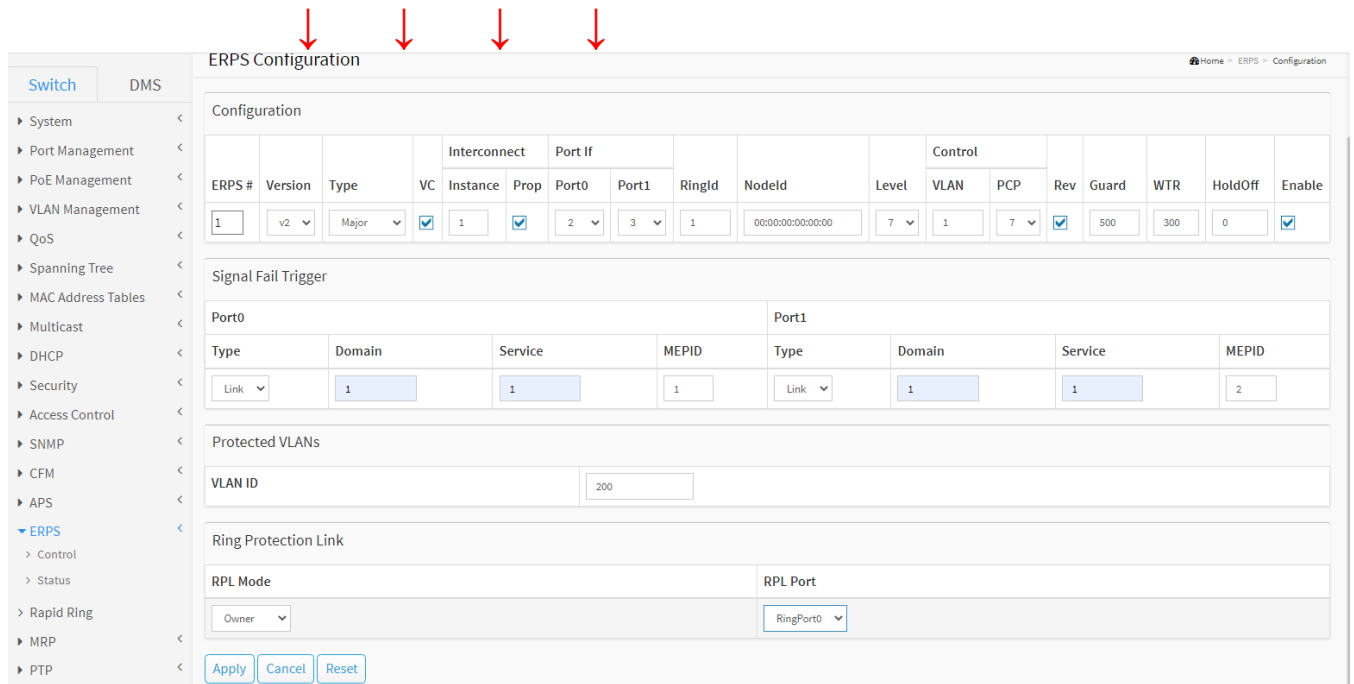 ERPS Configuration
Home > ERPS > Configuration
Switch DMS
System
Port Management
PoE Management
VLAN Management
QoS
Spanning Tree
MAC Address Tables
Multicast
DHCP
Security
Access Control
SNMP
CFM
APS
ERPS
Control
Status
Rapid Ring
MRP
PTP
Configuration
Interconnect Port If Control
ERPS # Version Type VC Instance Prop Port0 Port1 RingId NodeId Level VLAN PCP Rev Guard WTR HoldOff Enable
1 v2 Major 1 2 3 1 00:00:00:00:00:00 7 1 7 500 300 0
Signal Fail Trigger
Port0 Port1
Type Domain Service MEPID Type Domain Service MEPID
Link 1 1 1 Link 1 1 2
Protected VLANs
VLAN ID 200
Ring Protection Link
RPL Mode RPL Port
Owner RingPort0
Apply Cancel Reset